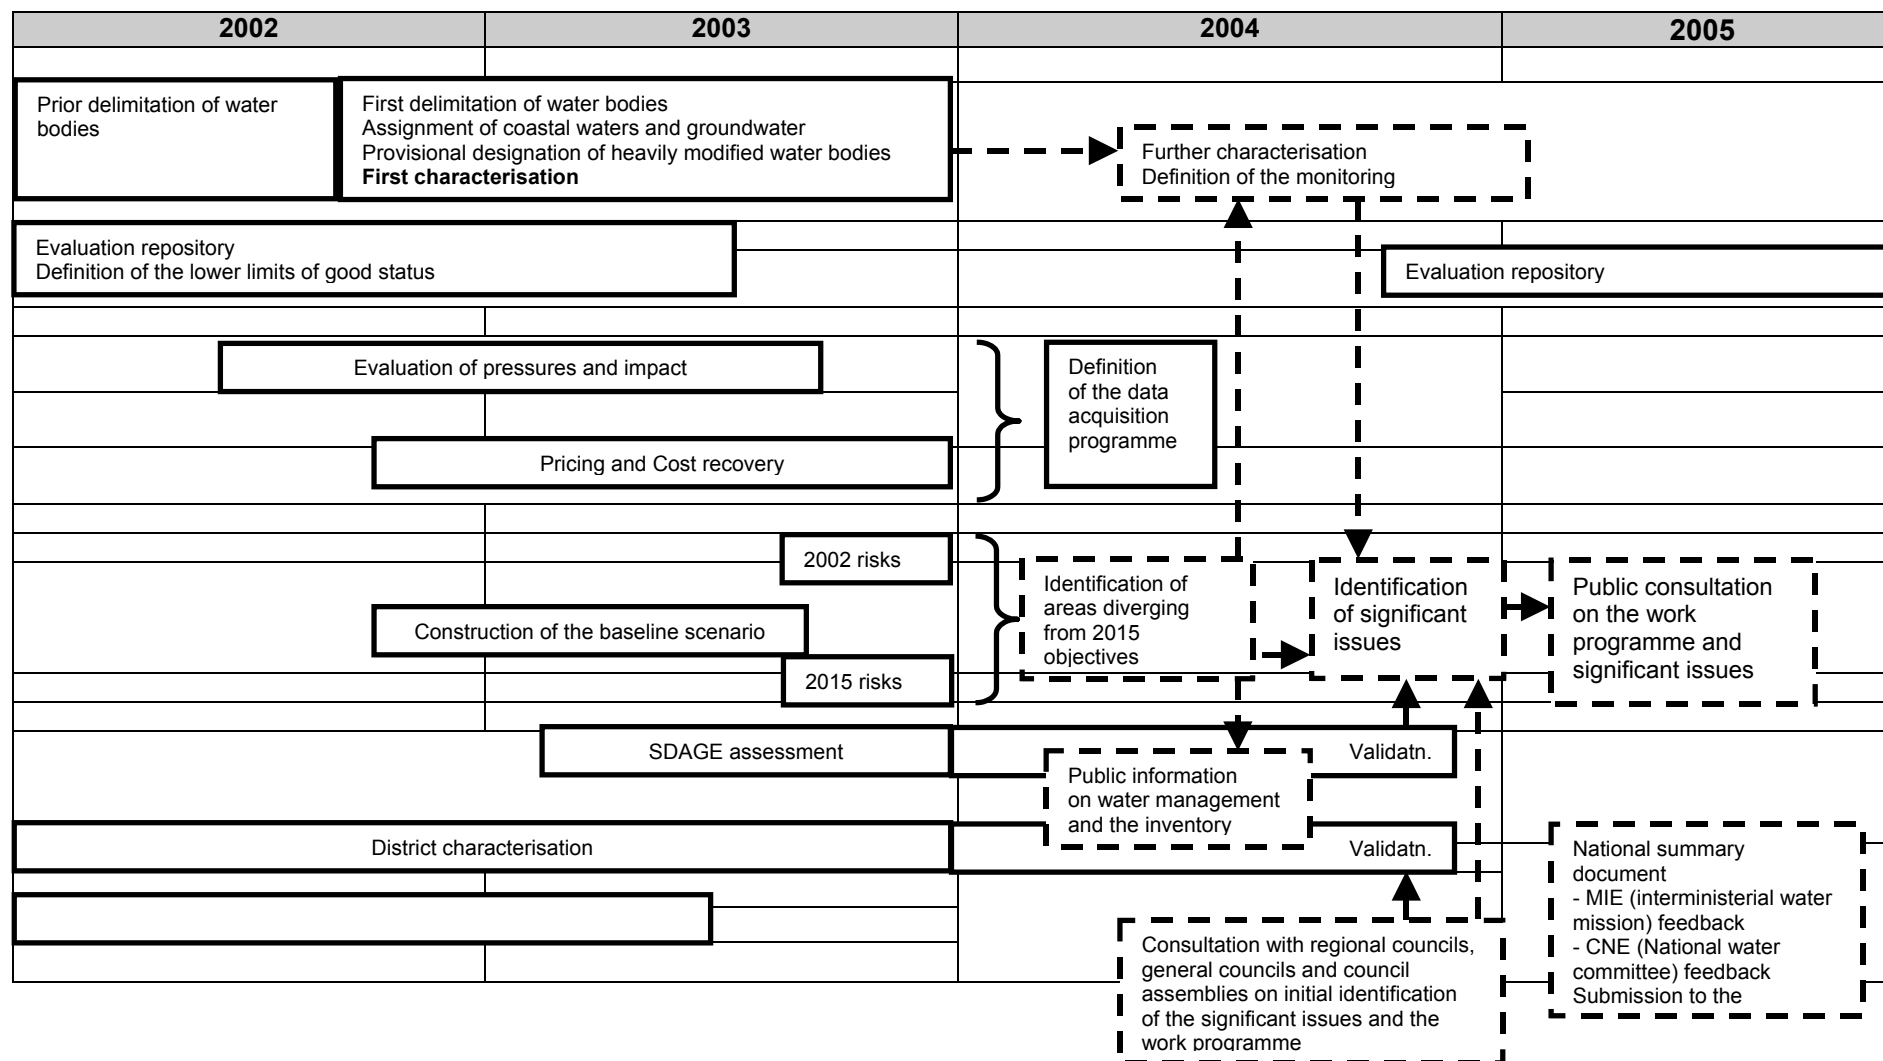 2002
2003
2004
2005
Prior delimitation of water
bodies
First delimitation of water bodies
Assignment of coastal waters and groundwater
Provisional designation of heavily modified water bodies
First characterisation
Further characterisation
Definition of the monitoring
Evaluation repository
Definition of the lower limits of good status
Evaluation repository
Evaluation of pressures and impact
Definition
of the data
acquisition
programme
Pricing and Cost recovery
2002 risks
Construction of the baseline scenario
2015 risks
Identification of
areas diverging
from 2015
objectives
Identification
of significant
issues
Public consultation
on the work
programme and
significant issues
SDAGE assessment
Validatn.
Public information
on water management
and the inventory
District characterisation
Validatn.
Consultation with regional councils,
general councils and council
assemblies on initial identification
of the significant issues and the
work programme
National summary
document
- MIE (interministerial water
mission) feedback
- CNE (National water
committee) feedback
Submission to the